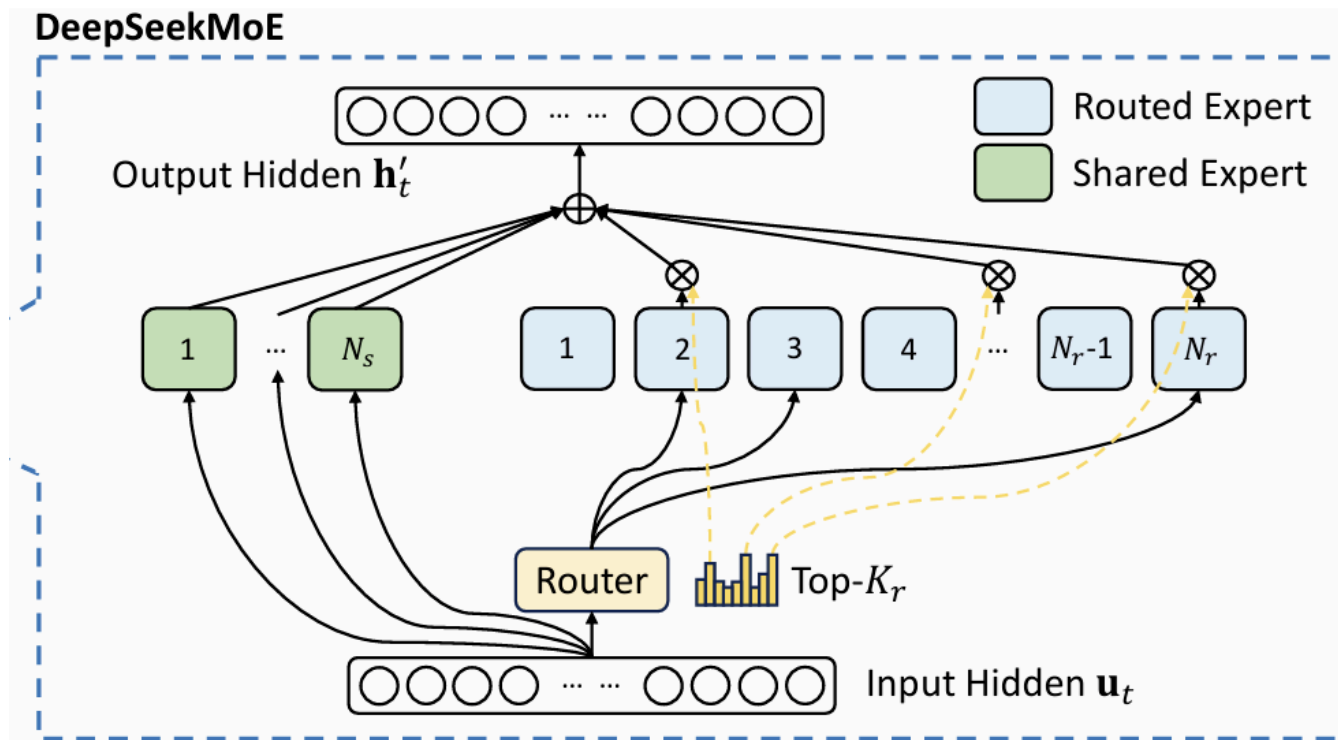 DeepSeekMoE
... ...
Routed Expert
Output Hidden 𝐡′ₜ
Shared Expert
1 ... Nₛ 1 2 3 4 ... Nᵣ-1 Nᵣ
Router Top-Kᵣ
... ... Input Hidden 𝐮ₜ